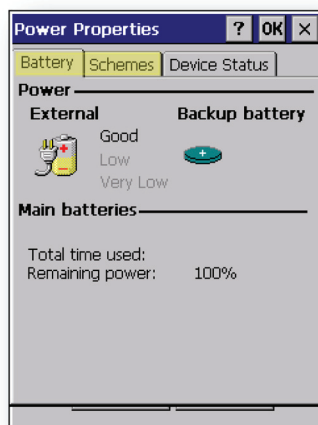 Power Properties ? OK ×
Battery Schemes Device Status
Power
External Backup battery
Good
Low
Very Low
Main batteries
Total time used:
Remaining power: 100%